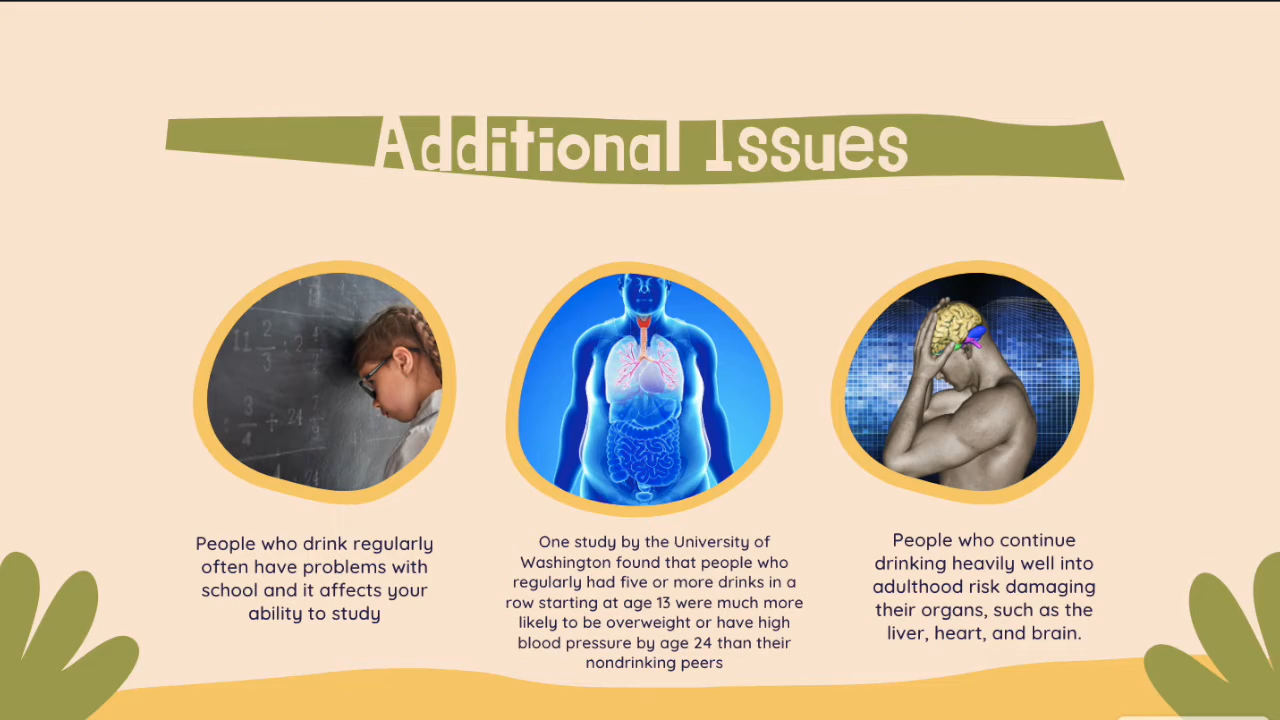 Additional Issues
People who drink regularly
often have problems with
school and it affects your
ability to study
One study by the University of
Washington found that people who
regularly had five or more drinks in a
row starting at age 13 were much more
likely to be overweight or have high
blood pressure by age 24 than their
nondrinking peers
People who continue
drinking heavily well into
adulthood risk damaging
their organs, such as the
liver, heart, and brain.